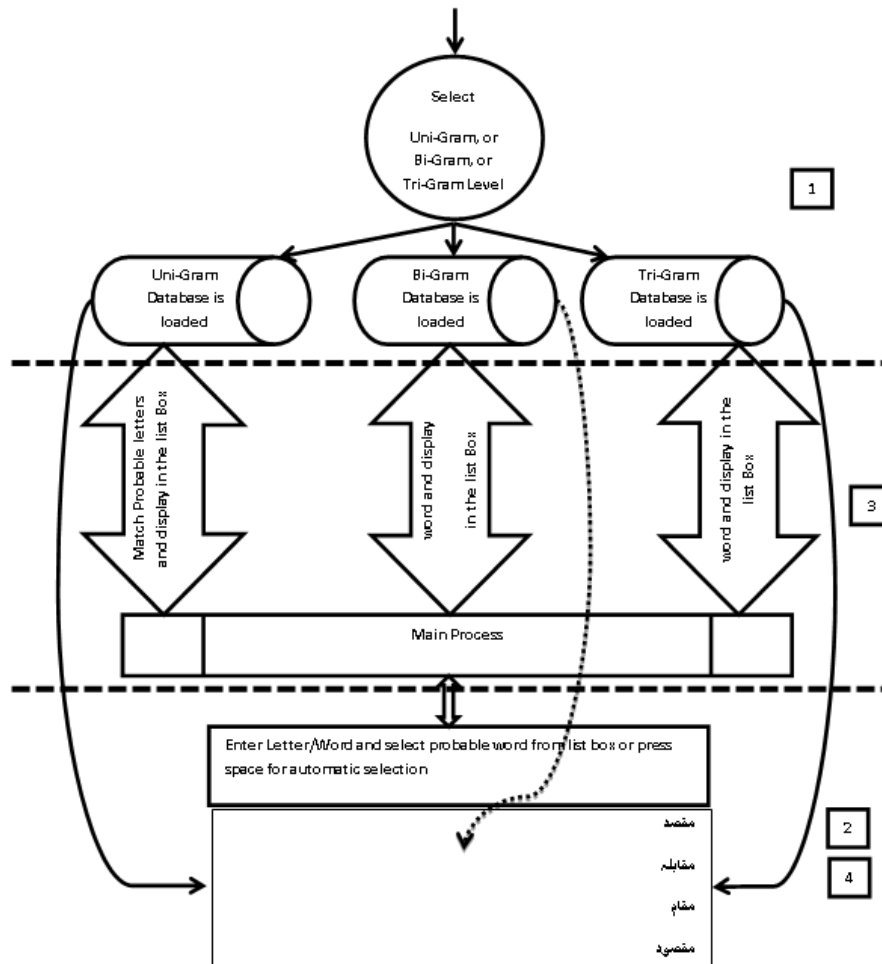 Select
Uni-Gram, or
Bi-Gram, or
Tri-Gram Level
1
Uni-Gram
Database is
loaded
Bi-Gram
Database is
loaded
Tri-Gram
Database is
loaded
Match Probable letters
and display in the list Box
word and display
in the list Box
word and display in the
list Box
3
Main Process
Enter Letter/Word and select probable word from list box or press
space for automatic selection
مقصد
2
مقابلہ
4
مقام
مقصود